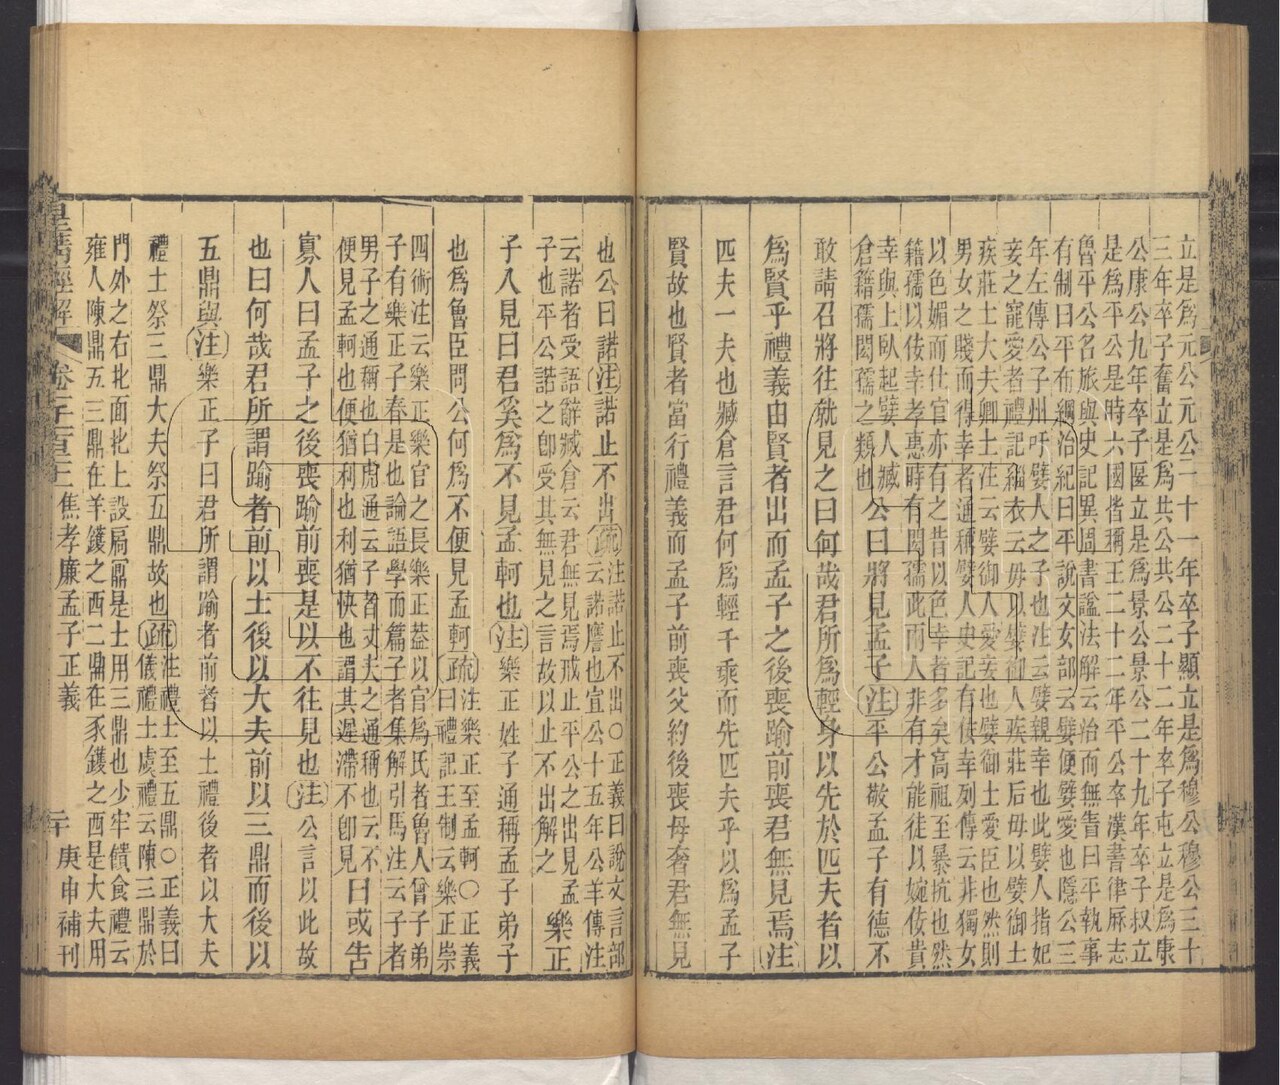 立是爲元公元公二十一年卒子顯立是爲穆公穆公三十
三年卒子奮立是爲共公共公二十二年卒子屯立是爲康
公康公九年卒子匽立是爲景公景公二十九年卒子叔立
是爲平公是時六國皆稱王二十二年平公卒漢書律厤志
魯平公名旅與史記異周書諡法解云治而無眚曰平執事
有制曰平布綱治紀曰平說文女部云嬖便嬖愛也隱公三
年左傳公子州吁嬖人之子也注云嬖親幸也此嬖人指妃
妾之寵愛者禮記緇衣云毋以嬖御人疾莊后毋以嬖御士
疾莊士大夫卿士注云嬖御人愛妾也嬖御士愛臣也然則
男女之賤而得幸者通稱嬖人史記有佞幸列傳云非獨女
以色媚而仕宦亦有之昔以色幸者多矣高祖至暴抗也然
籍孺以佞幸孝惠時有閎孺此兩人非有才能徒以婉佞貴
幸與上臥起嬖人臧
倉籍孺閎孺之類也
公曰將見孟子注平公敬孟子有德不
敢請召將往就見之曰何哉君所爲輕身以先於匹夫者以
爲賢乎禮義由賢者出而孟子之後喪踰前喪君無見焉注
匹夫一夫也臧倉言君何爲輕千乘而先匹夫乎以爲孟子
賢故也賢者當行禮義而孟子前喪父約後喪母奢君無見
也公曰諾注諾止不出疏
注諾止不出○正義曰說文言部
云諾譍也宜公十五年公羊傳注
云諾者受語辭臧倉云君無見焉戒止平公之出見孟
子也平公諾之卽受其無見之言故以止不出解之
樂正
子入見曰君奚爲不見孟軻也注樂正姓子通稱孟子弟子
也爲魯臣問公何爲不便見孟軻疏
注樂正至孟軻○正義
曰禮記王制云樂正崇
四術注云樂正樂官之長樂正葢以官爲氏者魯人曾子弟
子有樂正子春是也論語學而篇子者集解引馬注云子者
男子之通稱也白虎通云子者丈夫之通稱也云不
便見孟軻也便猶利也利猶快也謂其遲滯不卽見
曰或告
寡人曰孟子之後喪踰前喪是以不往見也注公言以此故
也曰何哉君所謂踰者前以士後以大夫前以三鼎而後以
五鼎與注樂正子曰君所謂踰者前者以士禮後者以大夫
禮士祭三鼎大夫祭五鼎故也疏
注禮士至五鼎○正義曰
儀禮士虞禮云陳三鼎於
門外之右北面北上設扃鼏是士用三鼎也少牢饋食禮云
雍人陳鼎五三鼎在羊鑊之西二鼎在豕鑊之西是大夫用
皇淸經解 卷千百三 焦孝廉孟子正義 二十 庚申補刊